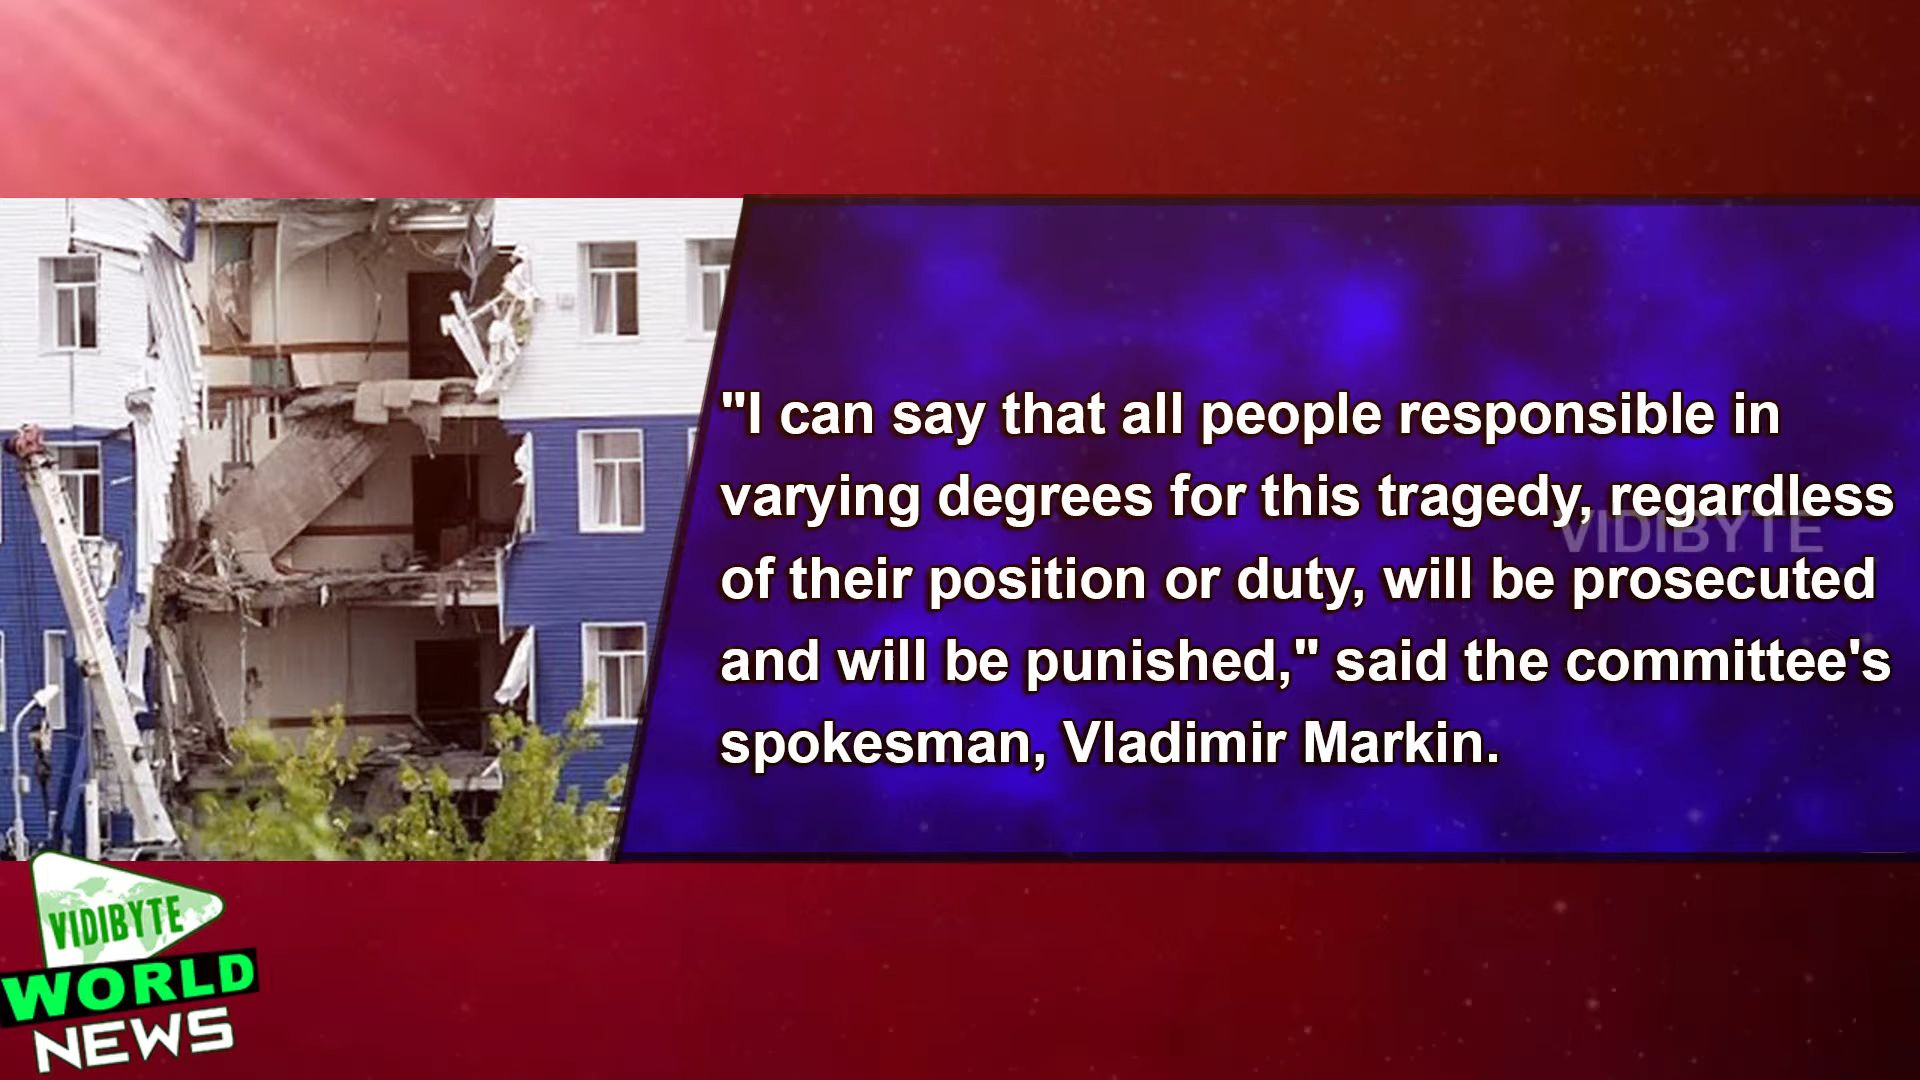 "I can say that all people responsible in
varying degrees for this tragedy, regardless
of their position or duty, will be prosecuted
and will be punished," said the committee's
spokesman, Vladimir Markin.
VIDIBYTE
VIDIBYTE
WORLD
NEWS